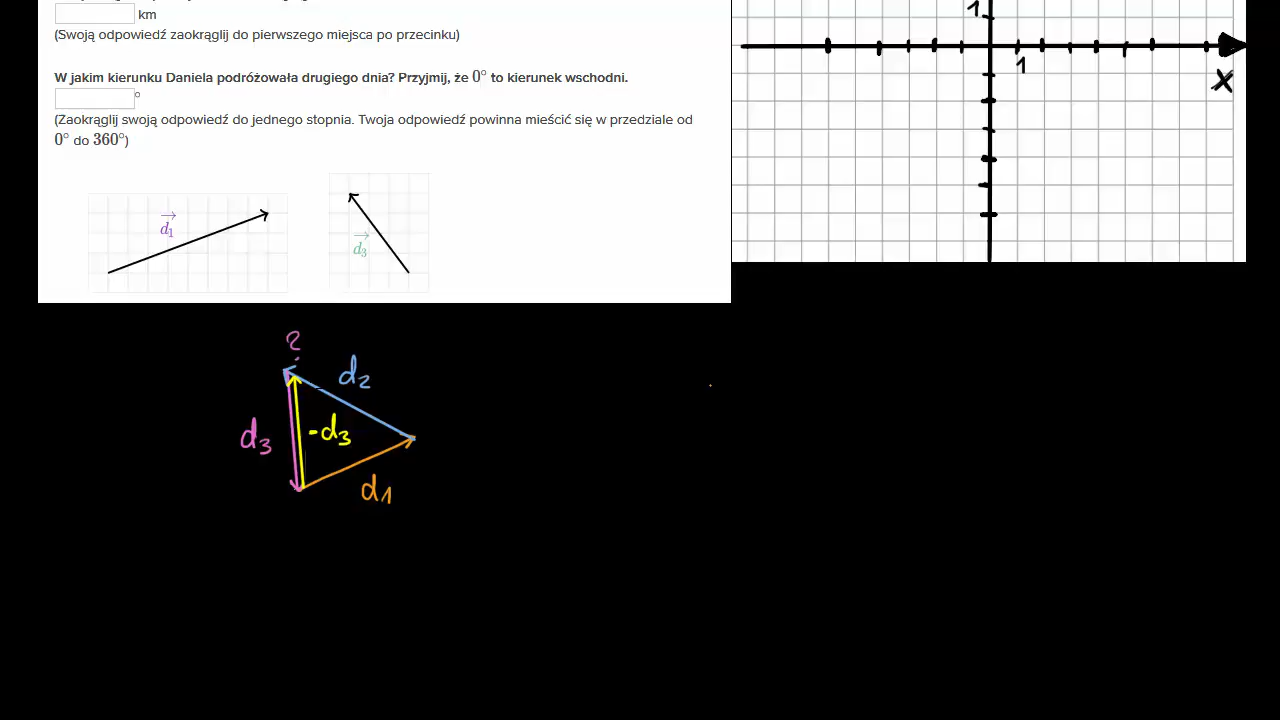 km
(Swoją odpowiedź zaokrąglij do pierwszego miejsca po przecinku)
W jakim kierunku Daniela podróżowała drugiego dnia? Przyjmij, że 0° to kierunek wschodni.
°
(Zaokrąglij swoją odpowiedź do jednego stopnia. Twoja odpowiedź powinna mieścić się w przedziale od
0° do 360°)
d₁
d₃
1
1
X
?
d₂
d₃
-d₃
d₁